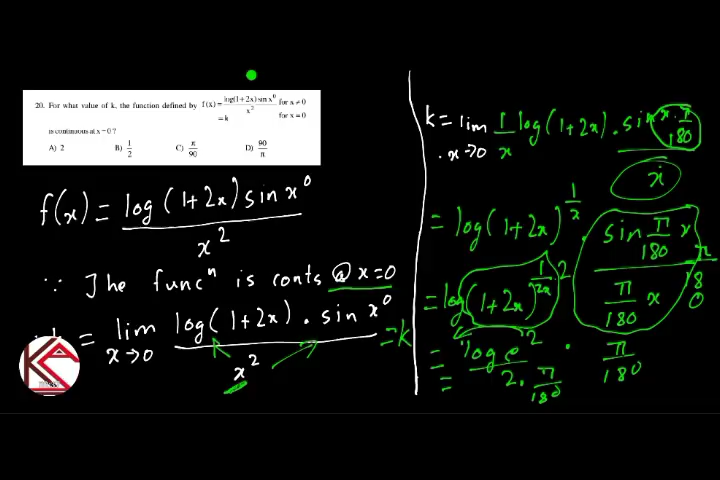 20. For what value of k, the function defined by f(x) = log(1+2x) sin x⁰ / x² for x ≠ 0
= k for x = 0
is continuous at x = 0 ?
A) 2 B) 1/2 C) π/90 D) 90/π
f(x) = log(1+2x) sin x⁰ / x²
∵ The funcⁿ is conts @ x=0
= lim x→0 log(1+2x) . sin x⁰ / x² = k
k = lim x→0 1/x log(1+2x) . sin x.π/180 / x
= log(1+2x)^(1/x) . sin π/180 x / π/180 x π/180
= log(1+2x)^(1/2x . 2)
= log e² . π/180
= 2 . π/180